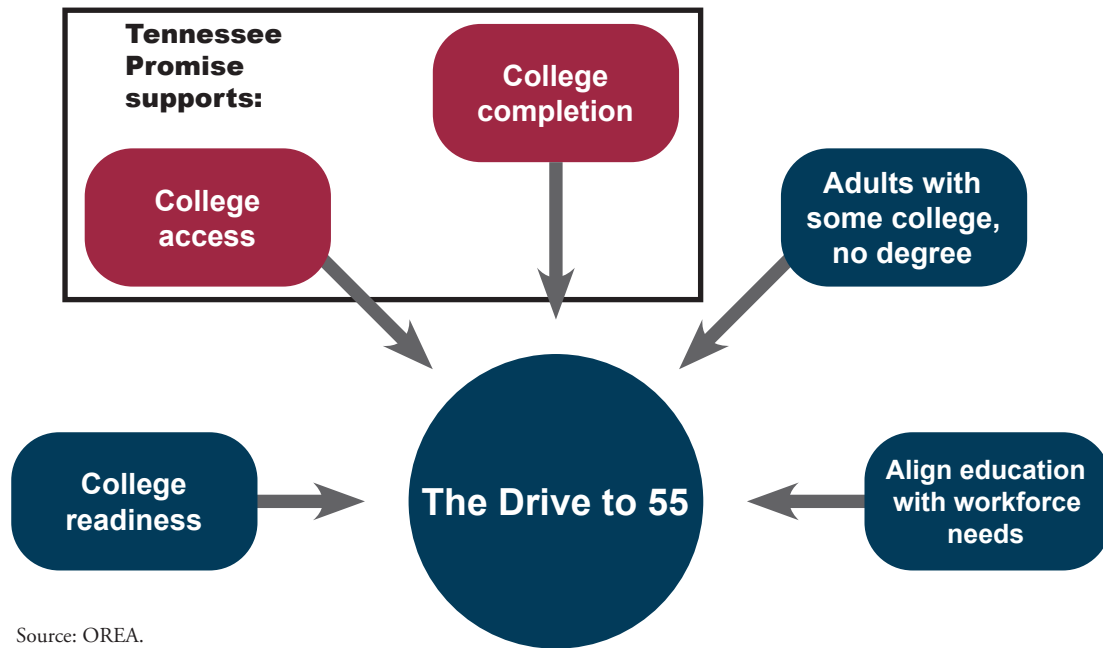 Tennessee
Promise
supports:
College
completion
College
access
Adults with
some college,
no degree
College
readiness
The Drive to 55
Align education
with workforce
needs
Source: OREA.